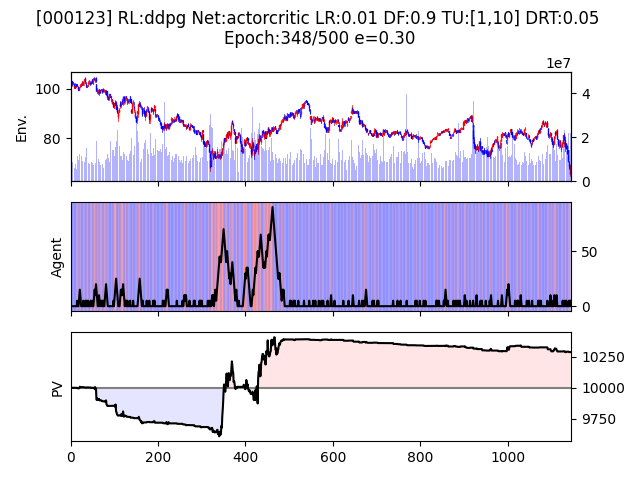 [000123] RL:ddpg Net:actorcritic LR:0.01 DF:0.9 TU:[1,10] DRT:0.05
Epoch:348/500 e=0.30
1e7
Env.
100
80
4
2
0
Agent
50
0
PV
10250
10000
9750
0 200 400 600 800 1000